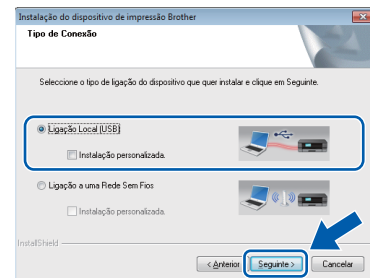 Instalação do dispositivo de impressão Brother
Tipo de Conexão
Seleccione o tipo de ligação do dispositivo que quer instalar e clique em Seguinte.
Ligação Local (USB)
Instalação personalizada.
Ligação a uma Rede Sem Fios
Instalação personalizada.
InstallShield
< Anterior
Seguinte >
Cancelar